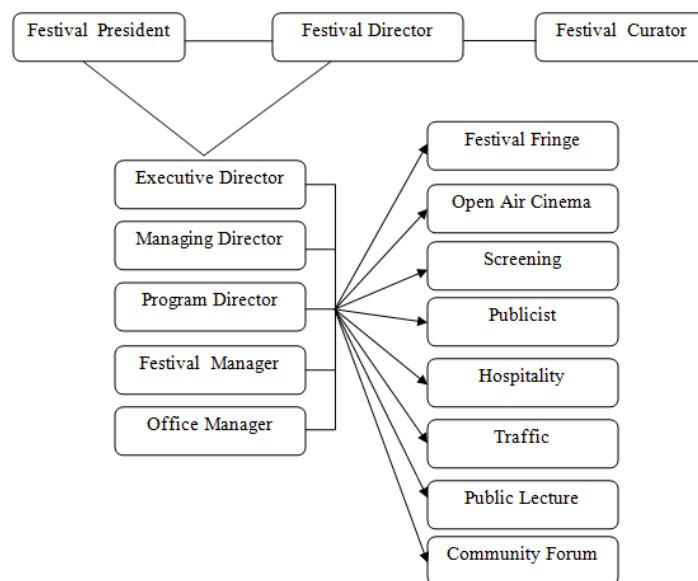 Festival President
Festival Director
Festival Curator
Executive Director
Managing Director
Program Director
Festival Manager
Office Manager
Festival Fringe
Open Air Cinema
Screening
Publicist
Hospitality
Traffic
Public Lecture
Community Forum